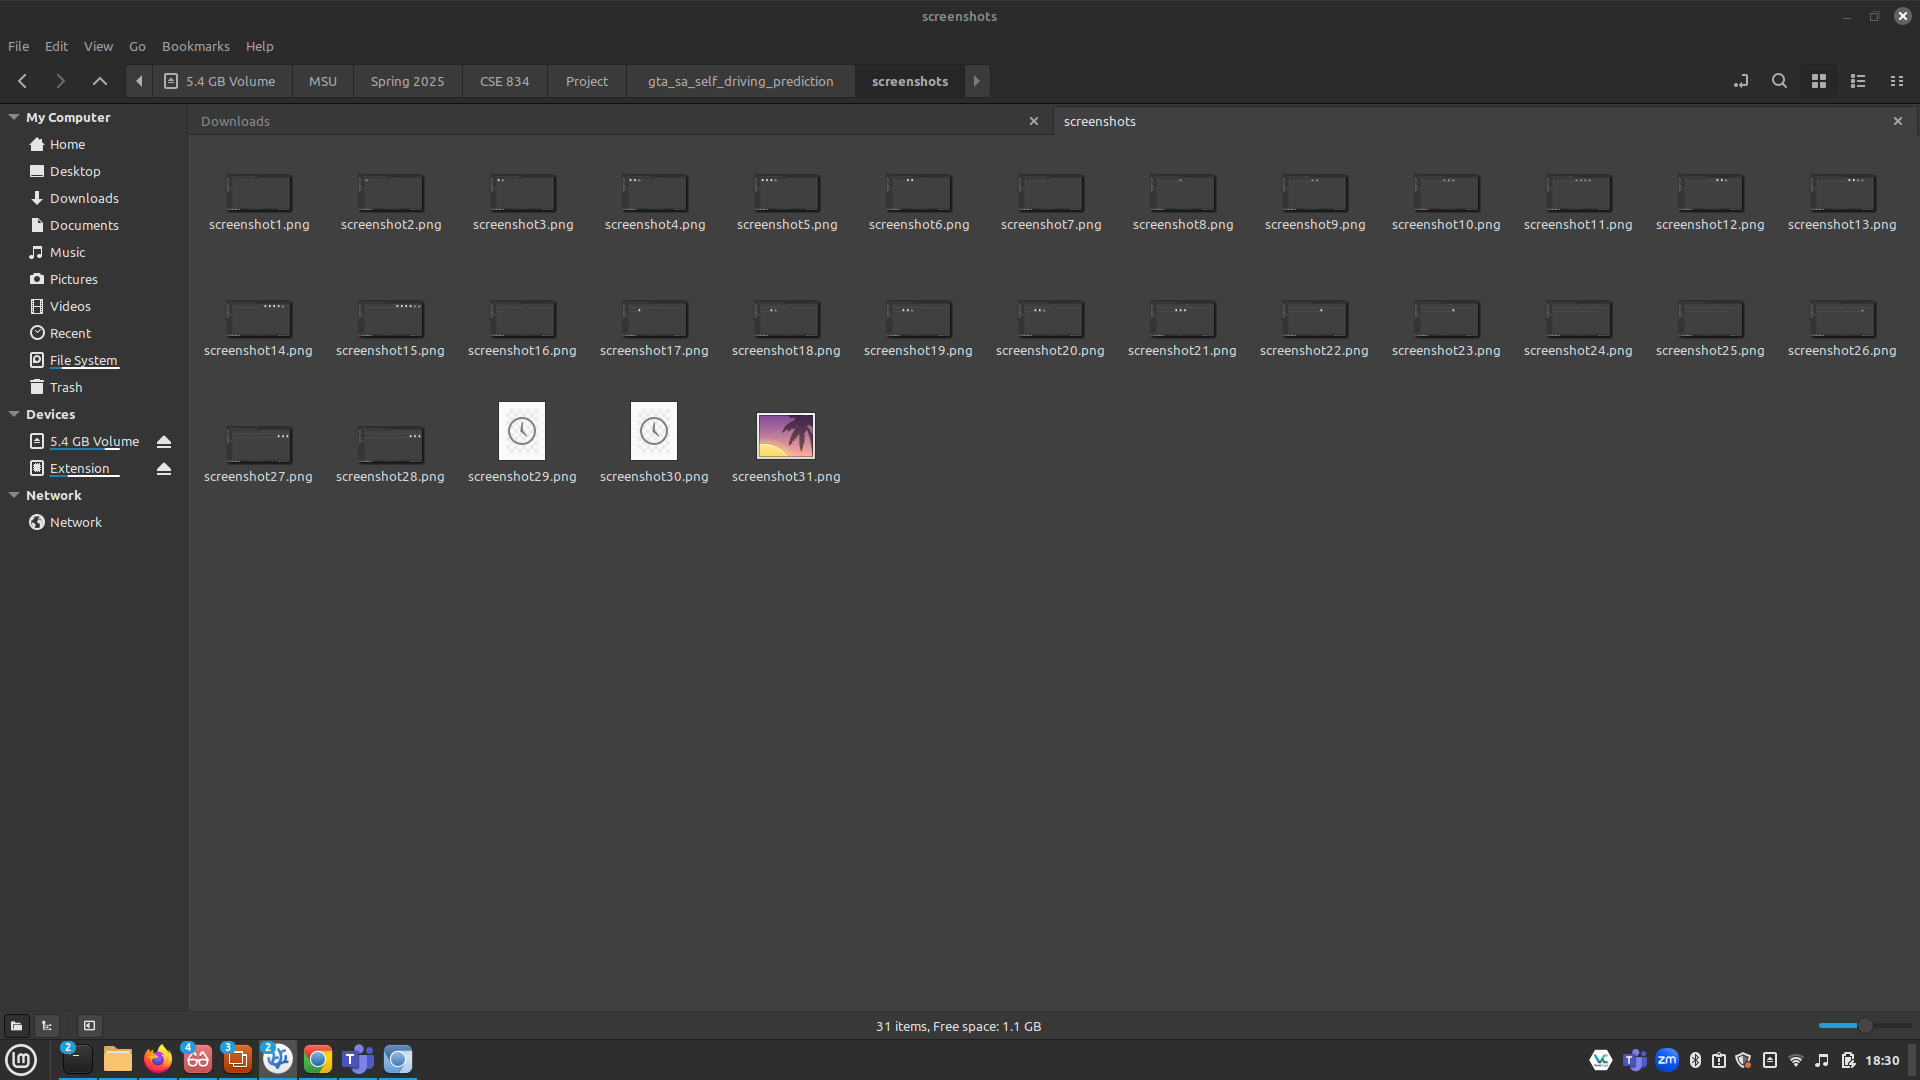 screenshots
File Edit View Go Bookmarks Help
5.4 GB Volume MSU Spring 2025 CSE 834 Project gta_sa_self_driving_prediction screenshots
My Computer
Home
Desktop
Downloads
Documents
Music
Pictures
Videos
Recent
File System
Trash
Devices
5.4 GB Volume
Extension
Network
Network
Downloads screenshots
screenshot1.png screenshot2.png screenshot3.png screenshot4.png screenshot5.png screenshot6.png screenshot7.png screenshot8.png screenshot9.png screenshot10.png screenshot11.png screenshot12.png screenshot13.png
screenshot14.png screenshot15.png screenshot16.png screenshot17.png screenshot18.png screenshot19.png screenshot20.png screenshot21.png screenshot22.png screenshot23.png screenshot24.png screenshot25.png screenshot26.png
screenshot27.png screenshot28.png screenshot29.png screenshot30.png screenshot31.png
31 items, Free space: 1.1 GB
2 4 3 2 T zm 18:30